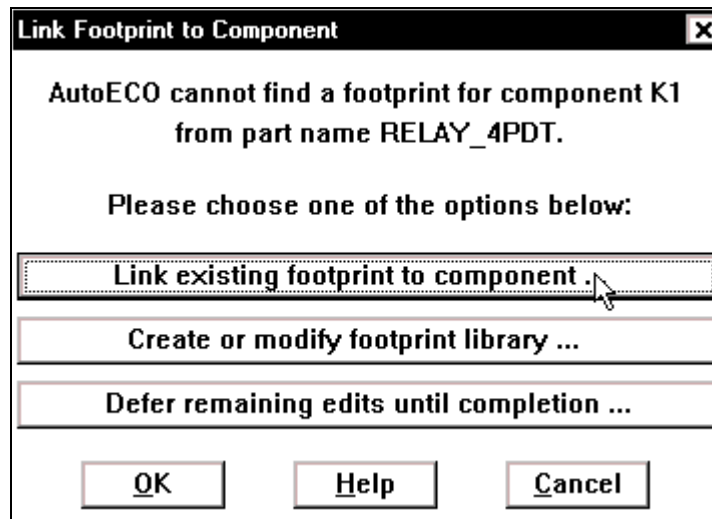 Link Footprint to Component
AutoECO cannot find a footprint for component K1
from part name RELAY_4PDT.
Please choose one of the options below:
Link existing footprint to component .
Create or modify footprint library ...
Defer remaining edits until completion ...
OK
Help
Cancel